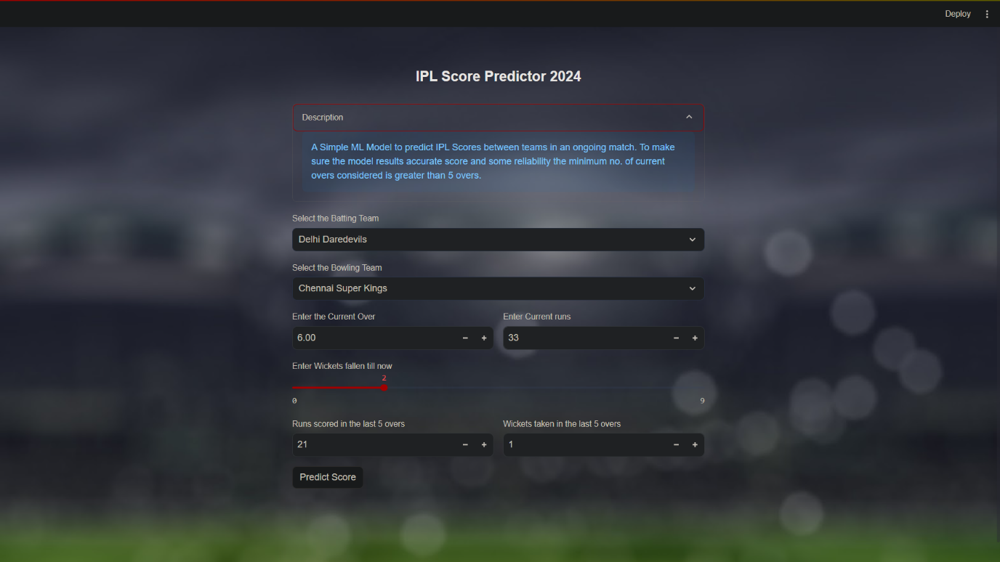 Deploy
IPL Score Predictor 2024
Description
A Simple ML Model to predict IPL Scores between teams in an ongoing match. To make
sure the model results accurate score and some reliability the minimum no. of current
overs considered is greater than 5 overs.
Select the Batting Team
Delhi Daredevils
Select the Bowling Team
Chennai Super Kings
Enter the Current Over
Enter Current runs
6.00
33
Enter Wickets fallen till now
2
0
9
Runs scored in the last 5 overs
Wickets taken in the last 5 overs
21
1
Predict Score